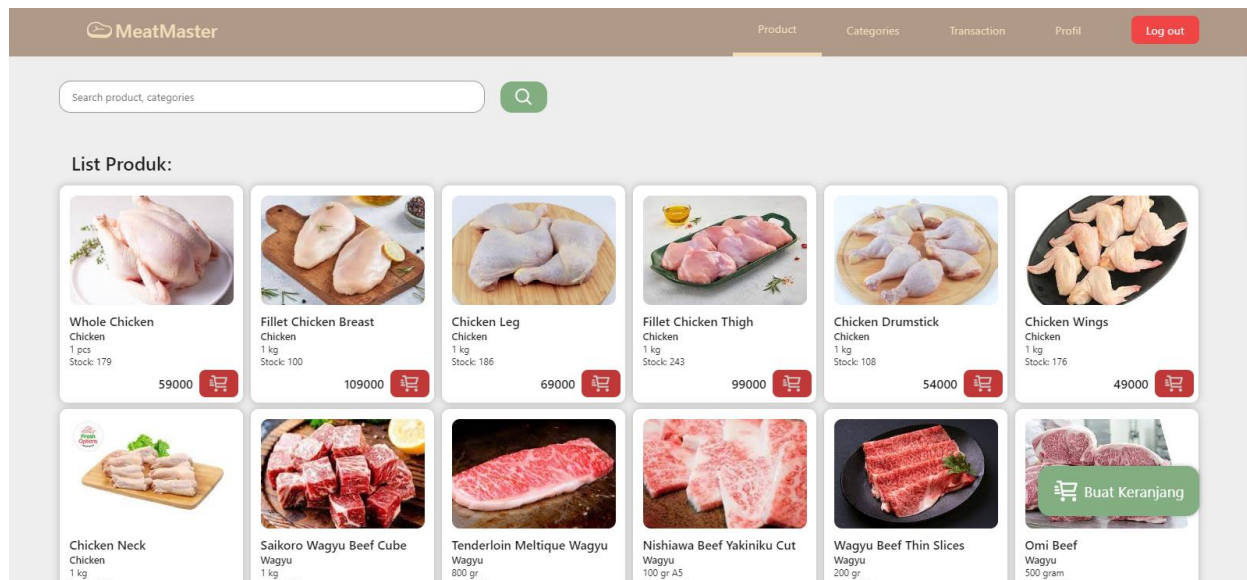 MeatMaster
Product
Categories
Transaction
Profil
Log out
Search product, categories
List Produk:
Whole Chicken
Chicken
1 pcs
Stock: 179
59000
Fillet Chicken Breast
Chicken
1 kg
Stock: 100
109000
Chicken Leg
Chicken
1 kg
Stock: 186
69000
Fillet Chicken Thigh
Chicken
1 kg
Stock: 243
99000
Chicken Drumstick
Chicken
1 kg
Stock: 108
54000
Chicken Wings
Chicken
1 kg
Stock: 176
49000
Fresh
Options
Chicken Neck
Chicken
1 kg
Saikoro Wagyu Beef Cube
Wagyu
1 kg
Tenderloin Meltique Wagyu
Wagyu
800 gr
Nishiawa Beef Yakiniku Cut
Wagyu
100 gr A5
Wagyu Beef Thin Slices
Wagyu
200 gr
Buat Keranjang
Omi Beef
Wagyu
500 gram